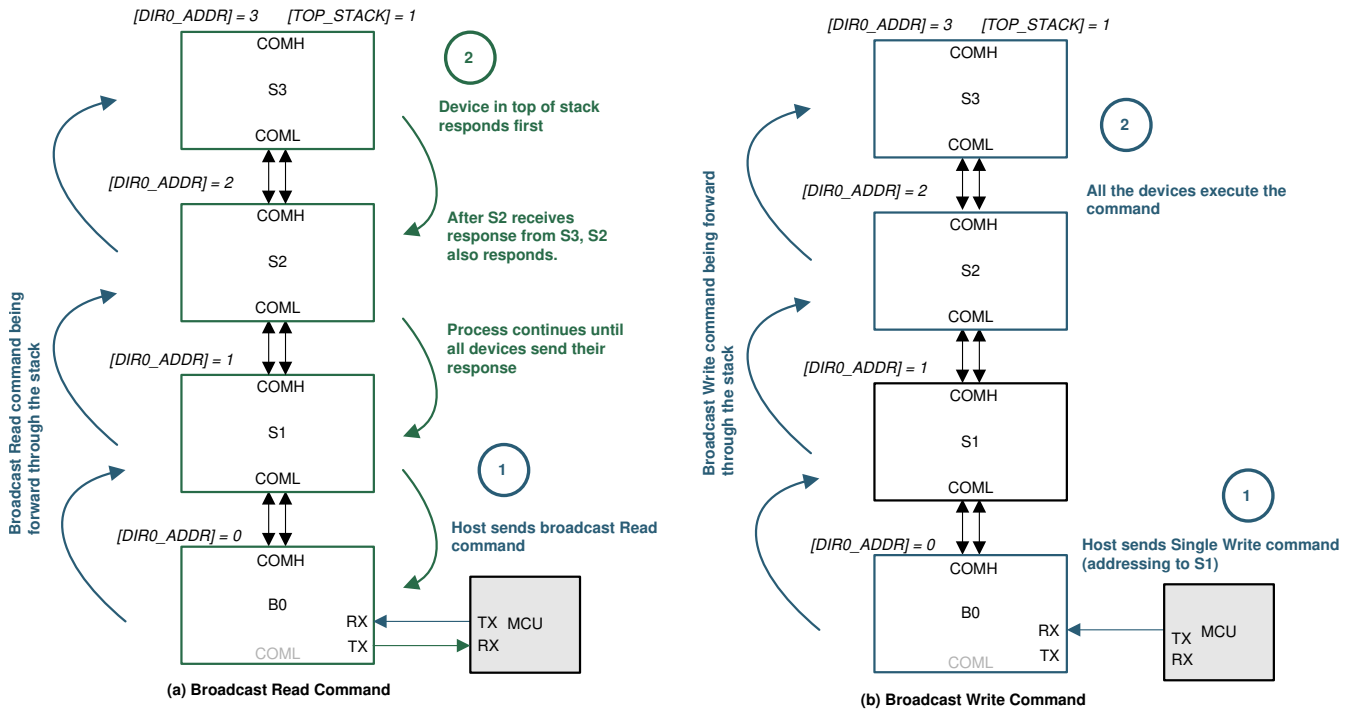 [DIR0_ADDR] = 3 [TOP_STACK] = 1
COMH
S3
COML
2
Device in top of stack
responds first
[DIR0_ADDR] = 2
COMH
S2
COML
After S2 receives
response from S3, S2
also responds.
Broadcast Read command being
forward through the stack
Process continues until
all devices send their
response
[DIR0_ADDR] = 1
COMH
S1
COML
1
Host sends broadcast Read
command
[DIR0_ADDR] = 0
COMH
B0
RX
TX
COML
TX MCU
RX
(a) Broadcast Read Command
[DIR0_ADDR] = 3 [TOP_STACK] = 1
COMH
S3
COML
2
All the devices execute the
command
[DIR0_ADDR] = 2
COMH
S2
COML
Broadcast Write command being forward
through the stack
[DIR0_ADDR] = 1
COMH
S1
COML
1
Host sends Single Write command
(addressing to S1)
[DIR0_ADDR] = 0
COMH
B0
RX
TX
COML
TX MCU
RX
(b) Broadcast Write Command